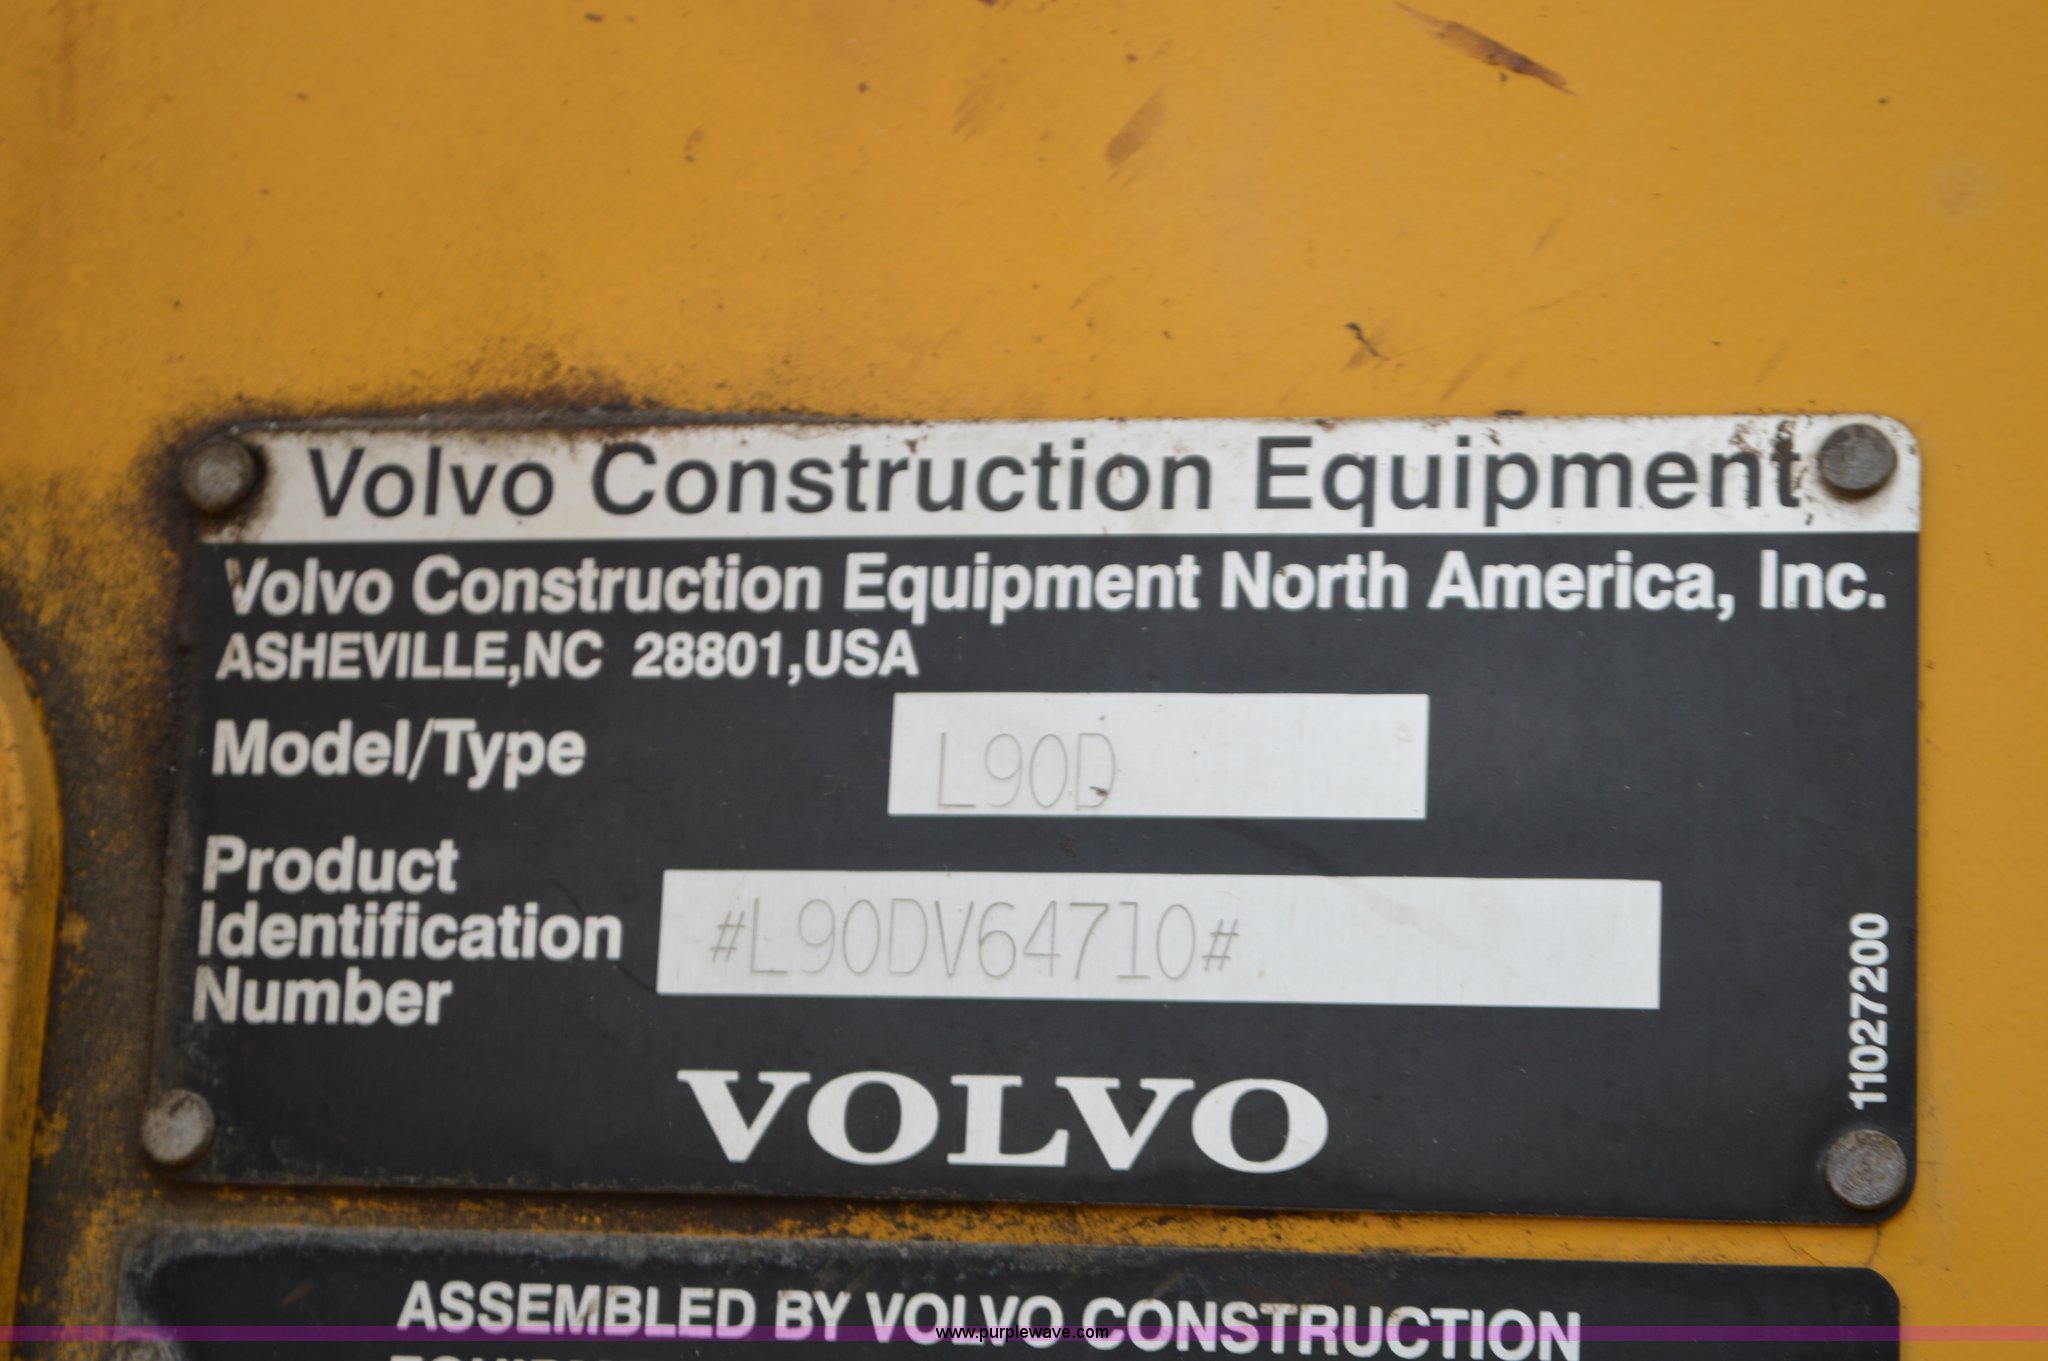 Volvo Construction Equipment
Volvo Construction Equipment North America, Inc.
ASHEVILLE,NC 28801,USA
Model/Type L90D
Product
Identification
Number
#L90DV64710#
11027200
VOLVO
ASSEMBLED BY VOLVO CONSTRUCTION
www.purplewave.com